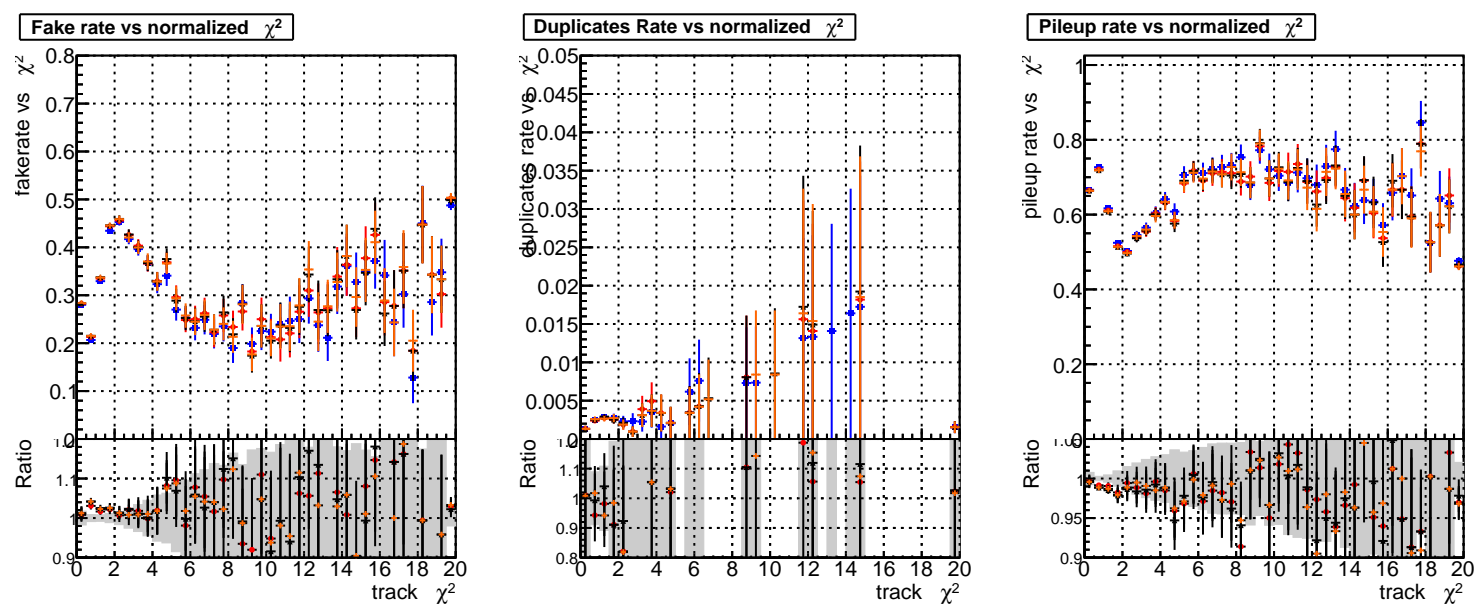 Fake rate vs normalized χ²
fakerate vs χ²
0.8
0.7
0.6
0.5
0.4
0.3
0.2
0.1
Ratio
1.1
1
0.9
0 2 4 6 8 10 12 14 16 18 20
track χ²
Duplicates Rate vs normalized χ²
duplicates rate vs χ²
0.05
0.045
0.04
0.035
0.03
0.025
0.02
0.015
0.01
0.005
Ratio
1.1
1
0.9
0.8
0 2 4 6 8 10 12 14 16 18 20
track χ²
Pileup rate vs normalized χ²
pileup rate vs χ²
1
0.8
0.6
0.4
0.2
0
Ratio
1
0.95
0.9
0 2 4 6 8 10 12 14 16 18 20
track χ²